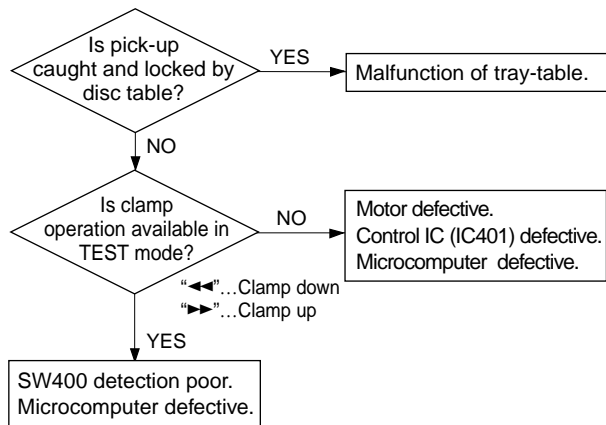 Is pick-up
caught and locked by
disc table?
YES
Malfunction of tray-table.
NO
Is clamp
operation available in
TEST mode?
NO
Motor defective.
Control IC (IC401) defective.
Microcomputer defective.
“◀◀”...Clamp down
“▶▶”...Clamp up
YES
SW400 detection poor.
Microcomputer defective.